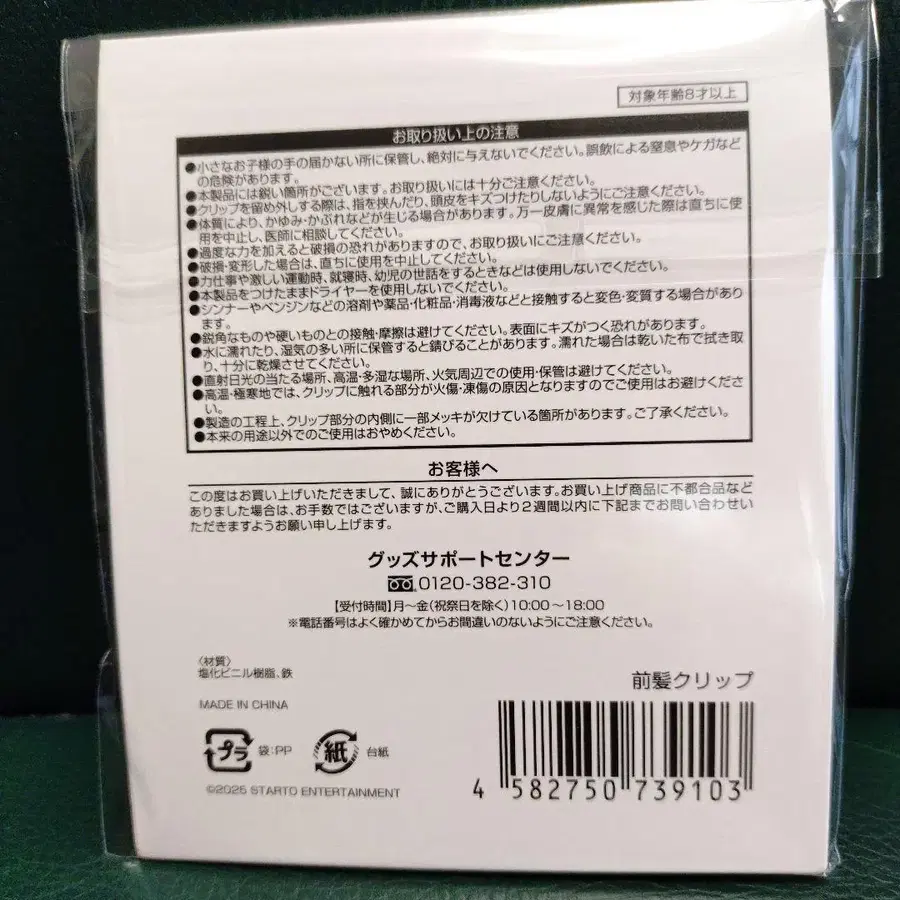 対象年齢8才以上
お取り扱い上の注意
●小さなお子様の手の届かない所に保管し、絶対に与えないでください。誤飲による窒息やケガなど
の危険があります。
●本製品には鋭い箇所がございます。お取り扱いには十分ご注意ください。
●クリップを留め外しする際は、指を挟んだり、頭皮をキズつけたりしないようにご注意ください。
●体質により、かゆみ・かぶれなどが生じる場合があります。万一皮膚に異常を感じた際は直ちに使
用を中止し、医師に相談してください。
●過度な力を加えると破損の恐れがありますので、お取り扱いにご注意ください。
●破損・変形した場合は、直ちに使用を中止してください。
●力仕事や激しい運動時、就寝時、幼児の世話をするときなどは使用しないでください。
●本製品をつけたままドライヤーを使用しないでください。
●シンナーやベンジンなどの溶剤や薬品・化粧品・消毒液などと接触すると変色・変質する場合があり
ます。
●鋭角なものや硬いものとの接触・摩擦は避けてください。表面にキズがつく恐れがあります。
●水に濡れたり、湿気の多い所に保管すると錆びることがあります。濡れた場合は乾いた布で拭き取
り、十分に乾燥させてください。
●直射日光の当たる場所、高温・多湿な場所、火気周辺での使用・保管は避けてください。
●高温・極寒地では、クリップに触れる部分が火傷・凍傷の原因となりますのでご使用はお避けくださ
い。
●製造の工程上、クリップ部分の内側に一部メッキが欠けている箇所があります。ご了承ください。
●本来の用途以外でのご使用はおやめください。
お客様へ
この度はお買い上げいただきまして、誠にありがとうございます。お買い上げ商品に不都合品など
ありました場合は、お手数ではございますが、ご購入日より2週間以内に下記までお問い合わせい
ただきますようお願い申し上げます。
グッズサポートセンター
0120-382-310
【受付時間】月～金(祝祭日を除く)10:00～18:00
※電話番号はよく確かめてからお間違いのないようにご注意ください。
〈材質〉
塩化ビニル樹脂、鉄
MADE IN CHINA
前髪クリップ
プラ 袋:PP 紙 台紙
©2025 STARTO ENTERTAINMENT
4 582750 739103